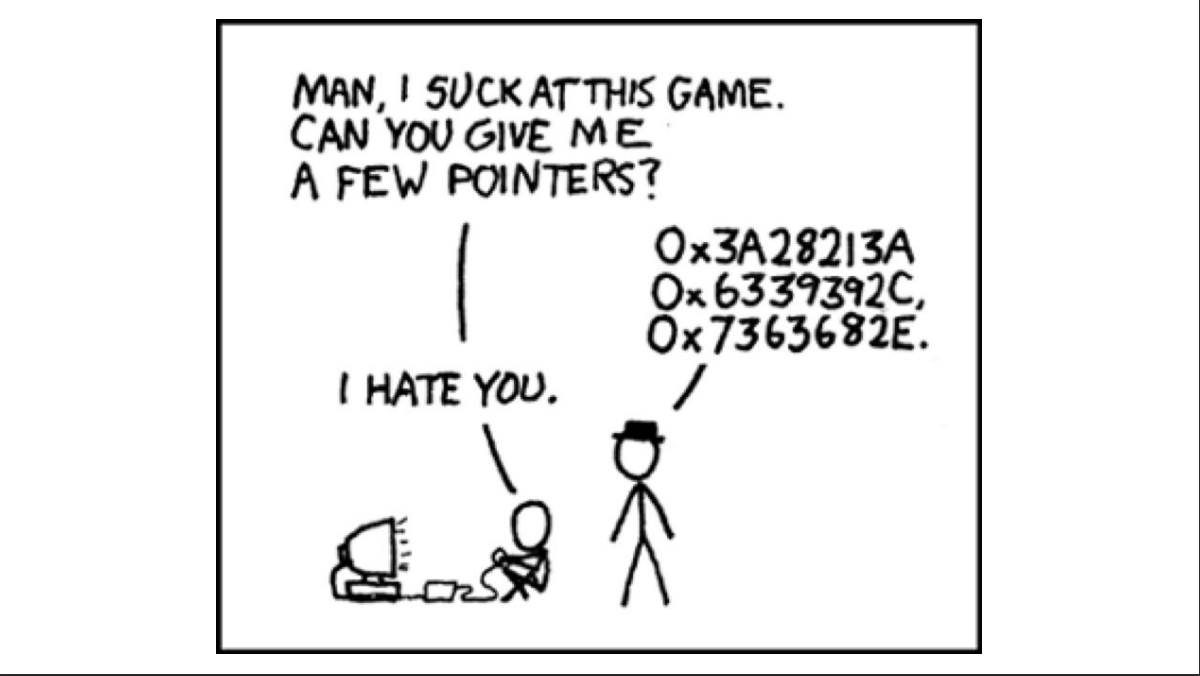 MAN, I SUCK AT THIS GAME.
CAN YOU GIVE ME
A FEW POINTERS?
0x3A28213A
0x6339392C,
0x7363682E.
I HATE YOU.